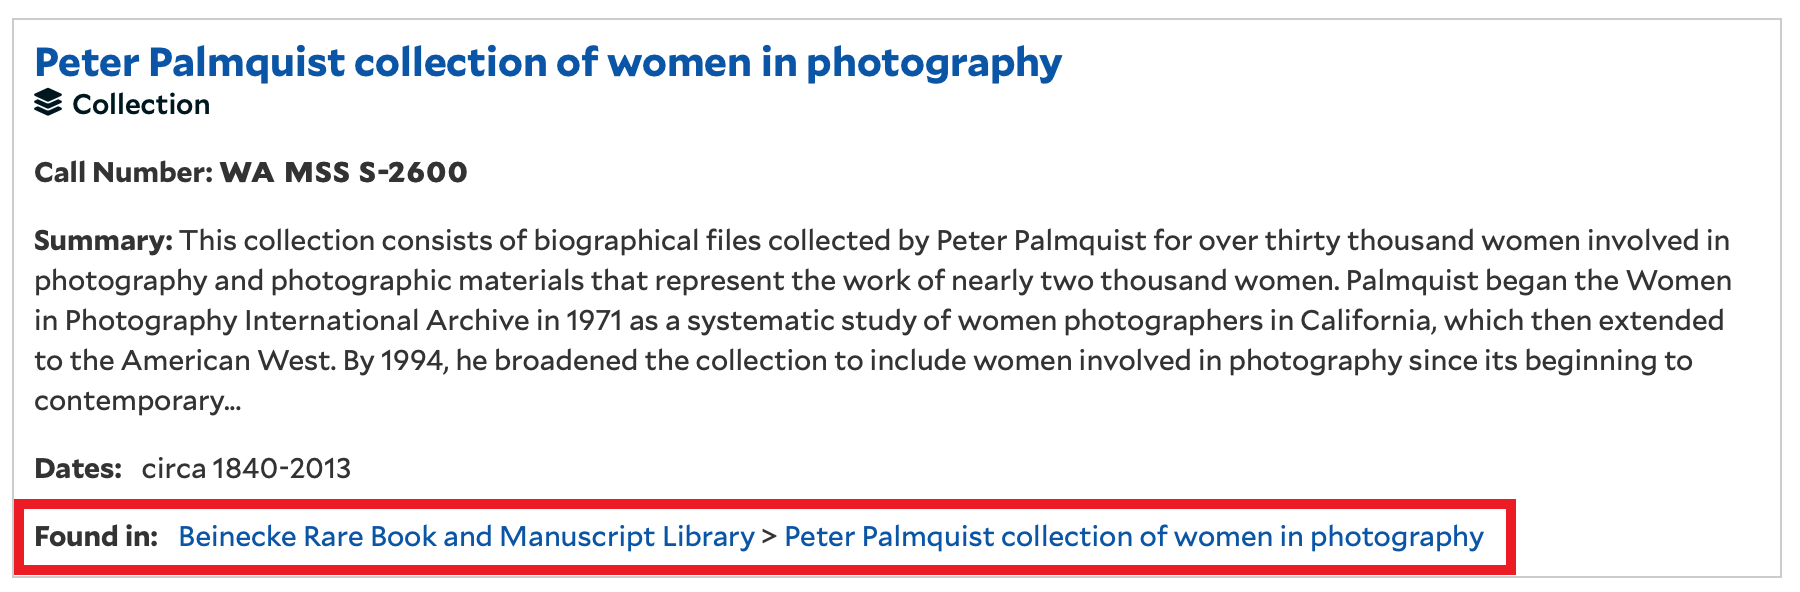 Peter Palmquist collection of women in photography
Collection
Call Number: WA MSS S-2600
Summary: This collection consists of biographical files collected by Peter Palmquist for over thirty thousand women involved in
photography and photographic materials that represent the work of nearly two thousand women. Palmquist began the Women
in Photography International Archive in 1971 as a systematic study of women photographers in California, which then extended
to the American West. By 1994, he broadened the collection to include women involved in photography since its beginning to
contemporary...
Dates: circa 1840-2013
Found in: Beinecke Rare Book and Manuscript Library > Peter Palmquist collection of women in photography